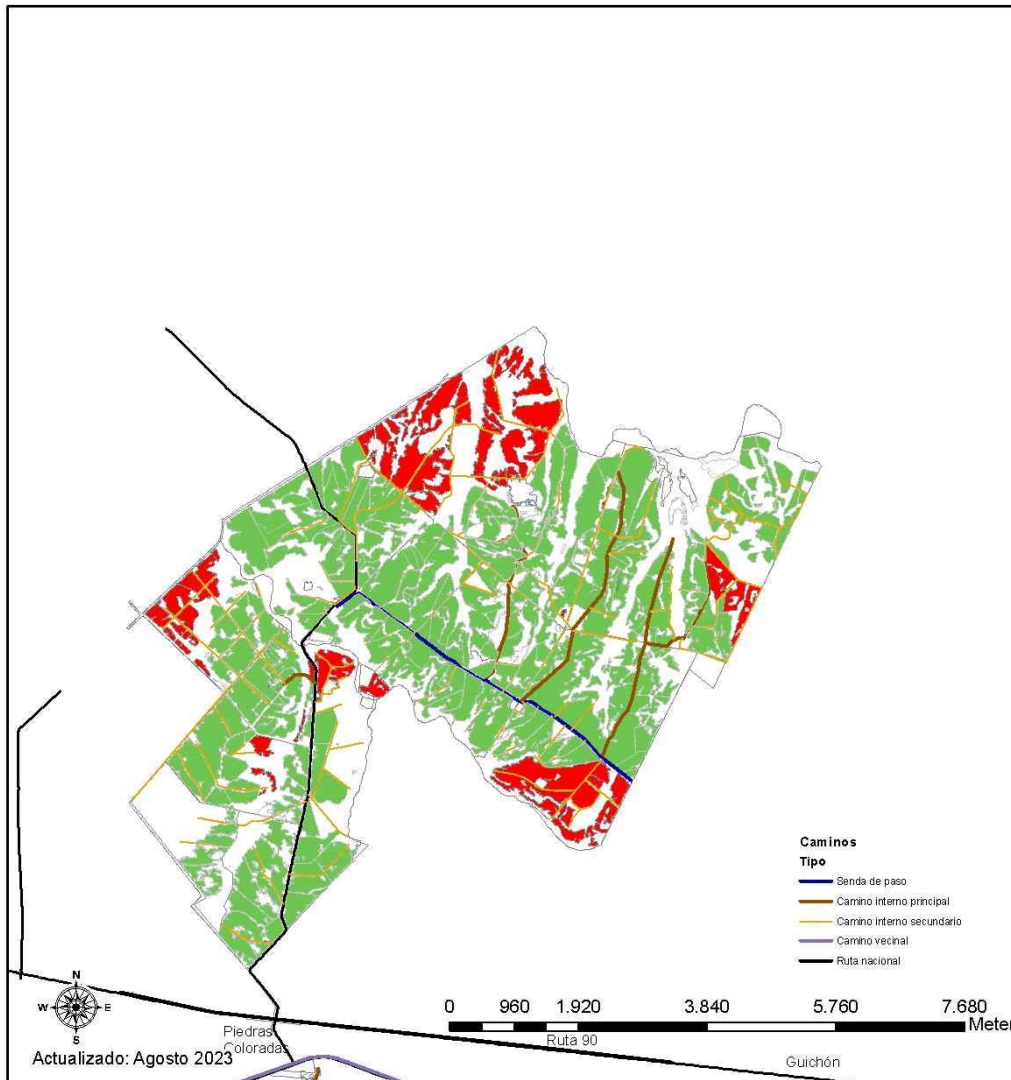 Caminos
Tipo
Senda de paso
Camino interno principal
Camino interno secundario
Camino vecinal
Ruta nacional
N
W E
S
0 960 1.920 3.840 5.760 7.680
Meter
Piedras
Coloradas
Ruta 90
Guichón
Actualizado: Agosto 2023